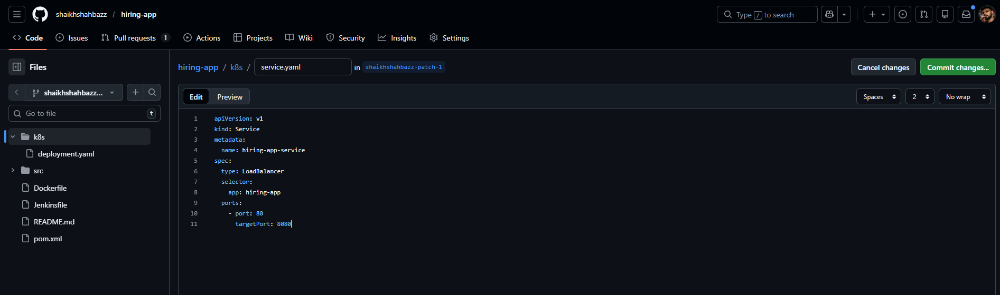 shaikhshahbazz / hiring-app
Type / to search
Code
Issues
Pull requests 1
Actions
Projects
Wiki
Security
Insights
Settings
Files
hiring-app / k8s / service.yaml in shaikhshahbazz-patch-1
Cancel changes
Commit changes...
shaikhshahbazz...
Go to file
t
k8s
deployment.yaml
src
Dockerfile
Jenkinsfile
README.md
pom.xml
Edit
Preview
Spaces
2
No wrap
1 apiVersion: v1
2 kind: Service
3 metadata:
4   name: hiring-app-service
5 spec:
6   type: LoadBalancer
7   selector:
8     app: hiring-app
9   ports:
10     - port: 80
11       targetPort: 8080